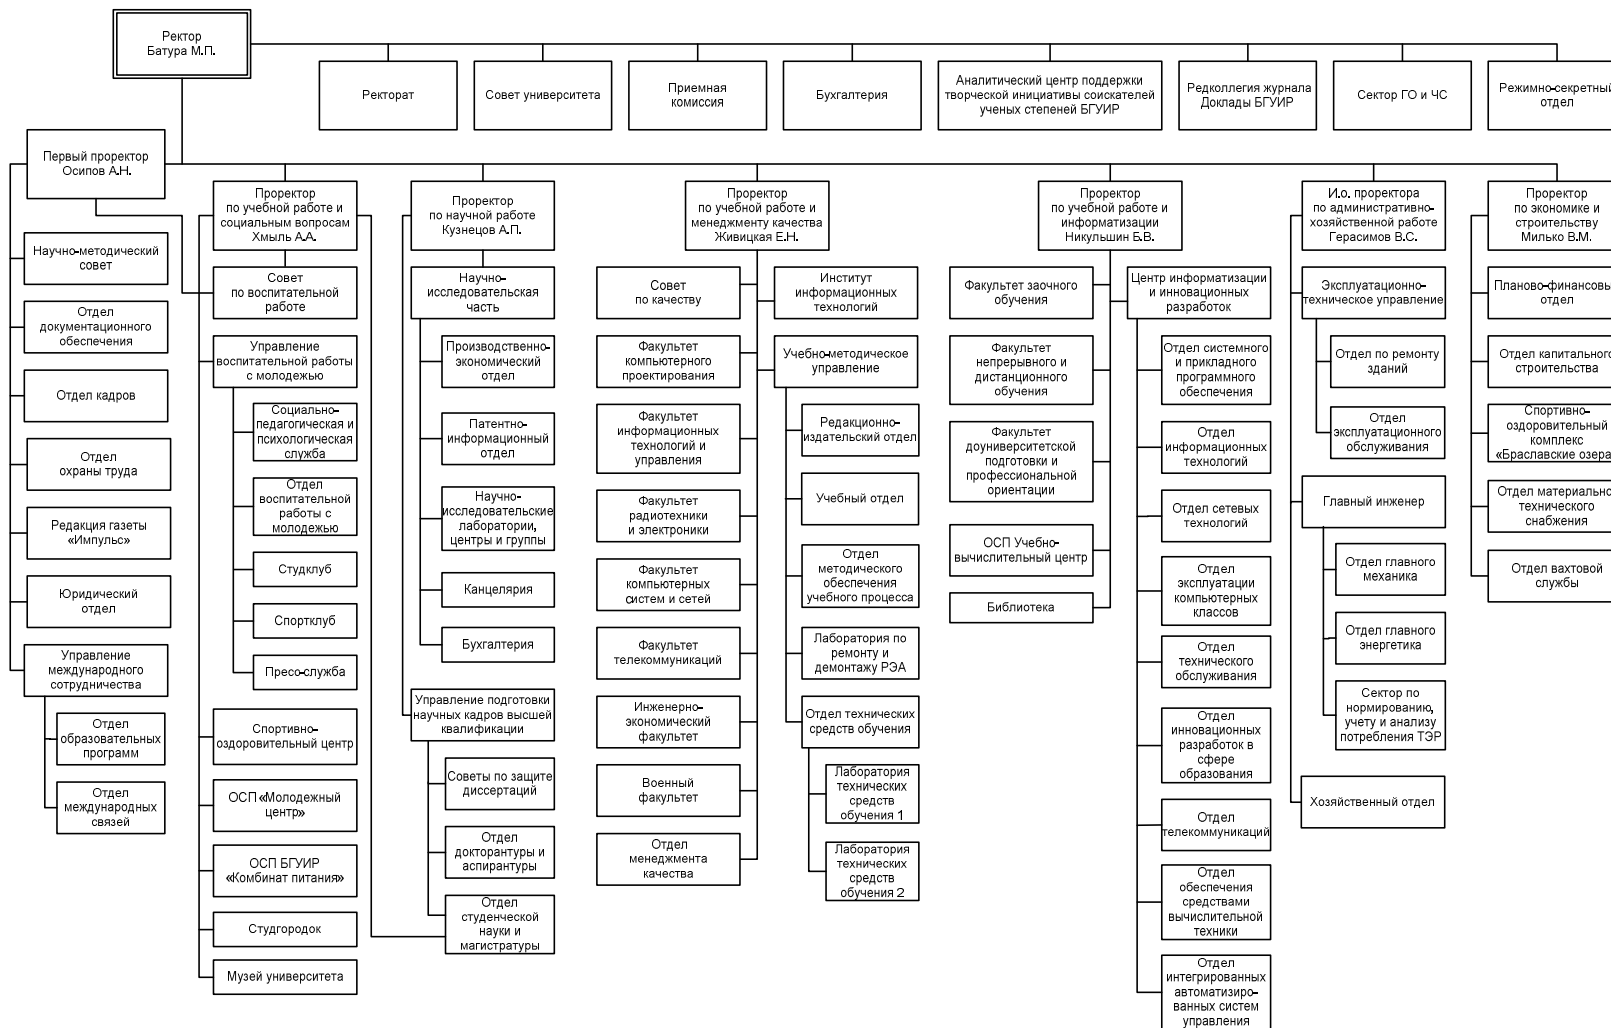 Ректор
Батура М.П.
Ректорат
Совет университета
Приемная
комиссия
Бухгалтерия
Аналитический центр поддержки
творческой инициативы соискателей
ученых степеней БГУИР
Редколлегия журнала
Доклады БГУИР
Сектор ГО и ЧС
Режимно-секретный
отдел
Первый проректор
Осипов А.Н.
Научно-методический
совет
Отдел
документационного
обеспечения
Отдел кадров
Отдел
охраны труда
Редакция газеты
«Импульс»
Юридический
отдел
Управление
международного
сотрудничества
Отдел
образовательных
программ
Отдел
международных
связей
Проректор
по учебной работе и
социальным вопросам
Хмыль А.А.
Совет
по воспитательной
работе
Управление
воспитательной работы
с молодежью
Социально-
педагогическая и
психологическая
служба
Отдел
воспитательной
работы с
молодежью
Студклуб
Спортклуб
Пресс-служба
Спортивно-
оздоровительный центр
ОСП «Молодежный
центр»
ОСП БГУИР
«Комбинат питания»
Студгородок
Музей университета
Проректор
по научной работе
Кузнецов А.П.
Научно-
исследовательская
часть
Производственно-
экономический
отдел
Патентно-
информационный
отдел
Научно-
исследовательские
лаборатории,
центры и группы
Канцелярия
Бухгалтерия
Управление подготовки
научных кадров высшей
квалификации
Советы по защите
диссертаций
Отдел
докторантуры и
аспирантуры
Отдел
студенческой
науки и
магистратуры
Проректор
по учебной работе и
менеджменту качества
Живицкая Е.Н.
Совет
по качеству
Факультет
компьютерного
проектирования
Факультет
информационных
технологий и
управления
Факультет
радиотехники
и электроники
Факультет
компьютерных
систем и сетей
Факультет
телекоммуникаций
Инженерно-
экономический
факультет
Военный
факультет
Отдел
менеджмента
качества
Институт
информационных
технологий
Учебно-методическое
управление
Редакционно-
издательский отдел
Учебный отдел
Отдел
методического
обеспечения
учебного процесса
Лаборатория по
ремонту и
демонтажу РЭА
Отдел технических
средств обучения
Лаборатория
технических
средств
обучения 1
Лаборатория
технических
средств
обучения 2
Проректор
по учебной работе и
информатизации
Никульшин Б.В.
Факультет заочного
обучения
Факультет
непрерывного и
дистанционного
обучения
Факультет
доуниверситетской
подготовки и
профессиональной
ориентации
ОСП Учебно-
вычислительный центр
Библиотека
Центр информатизации
и инновационных
разработок
Отдел системного
и прикладного
программного
обеспечения
Отдел
информационных
технологий
Отдел сетевых
технологий
Отдел
эксплуатации
компьютерных
классов
Отдел
технического
обслуживания
Отдел
инновационных
разработок в
сфере
образования
Отдел
телекоммуникаций
Отдел
обеспечения
средствами
вычислительной
техники
Отдел
интегрированных
автоматизиро-
ванных систем
управления
И.о. проректора
по административно-
хозяйственной работе
Герасимов В.С.
Эксплуатационно-
техническое управление
Отдел по ремонту
зданий
Отдел
эксплуатационного
обслуживания
Главный инженер
Отдел главного
механика
Отдел главного
энергетика
Сектор по
нормированию,
учету и анализу
потребления ТЭР
Хозяйственный отдел
Проректор
по экономике и
строительству
Милько В.М.
Планово-финансовый
отдел
Отдел капитального
строительства
Спортивно-
оздоровительный
комплекс
«Браславские озера
Отдел материально
технического
снабжения
Отдел вахтовой
службы